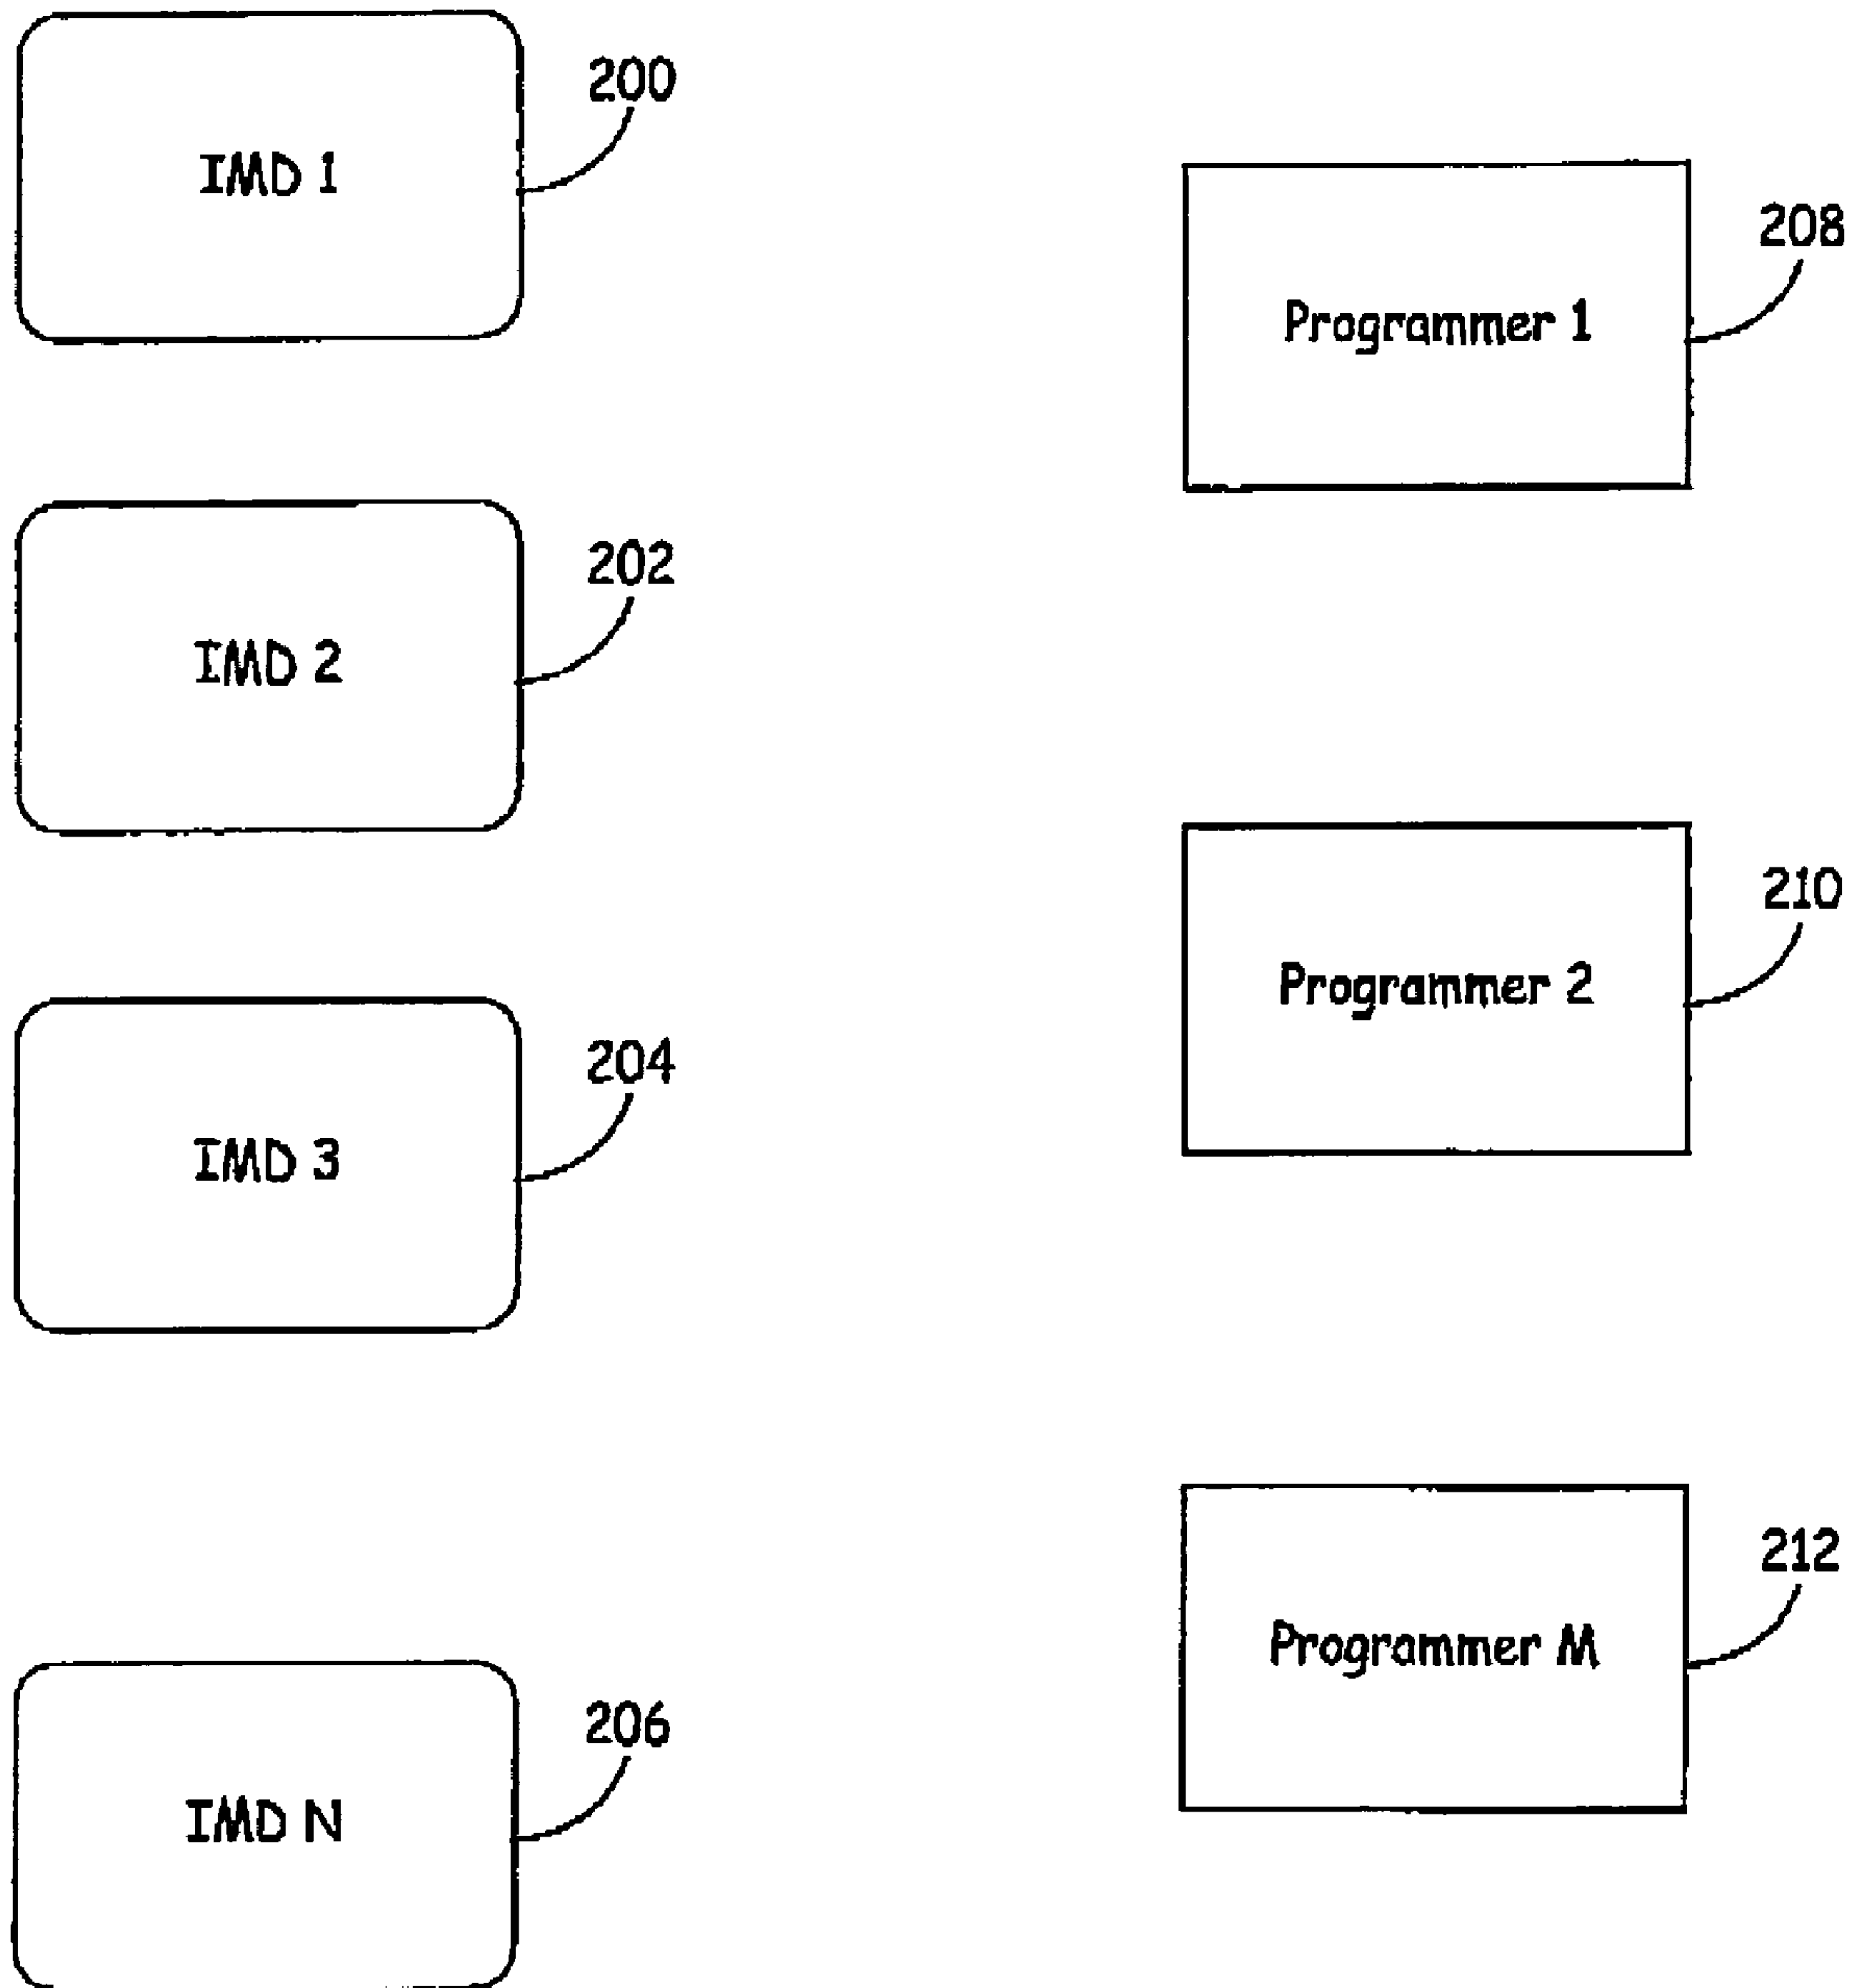 200
IMD 1
208
Programmer 1
202
IMD 2
210
Programmer 2
204
IMD 3
212
Programmer M
206
IMD N